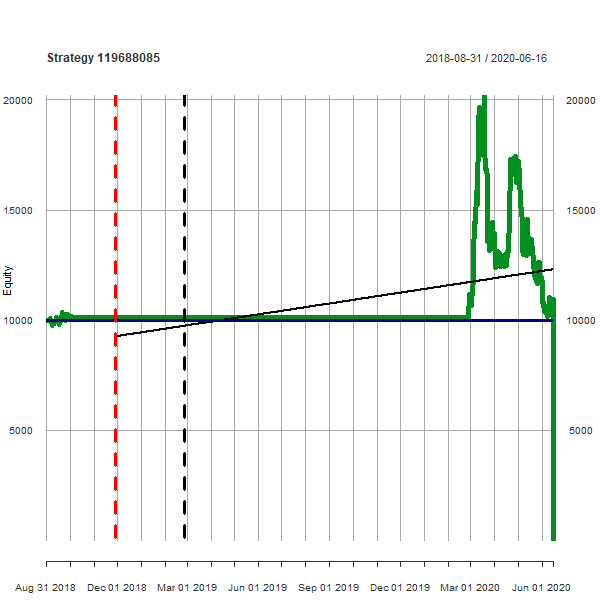 Strategy 119688085 2018-08-31 / 2020-06-16
20000 20000
15000 15000
Equity
10000 10000
5000 5000
Aug 31 2018 Dec 01 2018 Mar 01 2019 Jun 01 2019 Sep 01 2019 Dec 01 2019 Mar 01 2020 Jun 01 2020